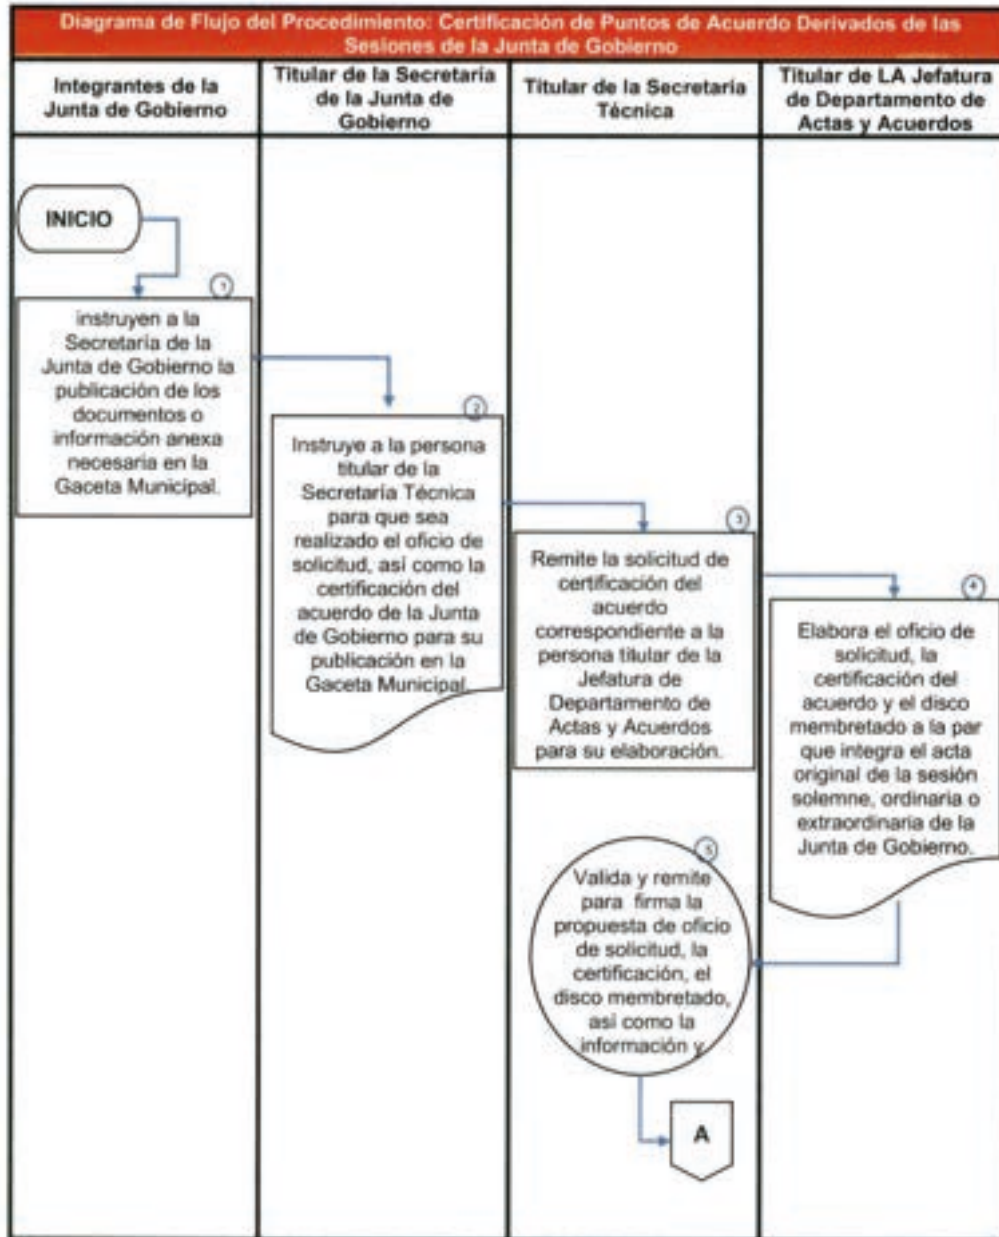 Diagrama de Flujo del Procedimiento: Certificación de Puntos de Acuerdo Derivados de las
Sesiones de la Junta de Gobierno
Integrantes de la
Junta de Gobierno
Titular de la Secretaría
de la Junta de
Gobierno
Titular de la Secretaría
Técnica
Titular de LA Jefatura
de Departamento de
Actas y Acuerdos
INICIO
1
instruyen a la
Secretaría de la
Junta de Gobierno la
publicación de los
documentos o
información anexa
necesaria en la
Gaceta Municipal.
2
Instruye a la persona
titular de la
Secretaría Técnica
para que sea
realizado el oficio de
solicitud, así como la
certificación del
acuerdo de la Junta
de Gobierno para su
publicación en la
Gaceta Municipal.
3
Remite la solicitud de
certificación del
acuerdo
correspondiente a la
persona titular de la
Jefatura de
Departamento de
Actas y Acuerdos
para su elaboración.
4
Elabora el oficio de
solicitud, la
certificación del
acuerdo y el disco
membretado a la par
que integra el acta
original de la sesión
solemne, ordinaria o
extraordinaria de la
Junta de Gobierno.
5
Valida y remite
para firma la
propuesta de oficio
de solicitud, la
certificación, el
disco membretado,
así como la
información y
A